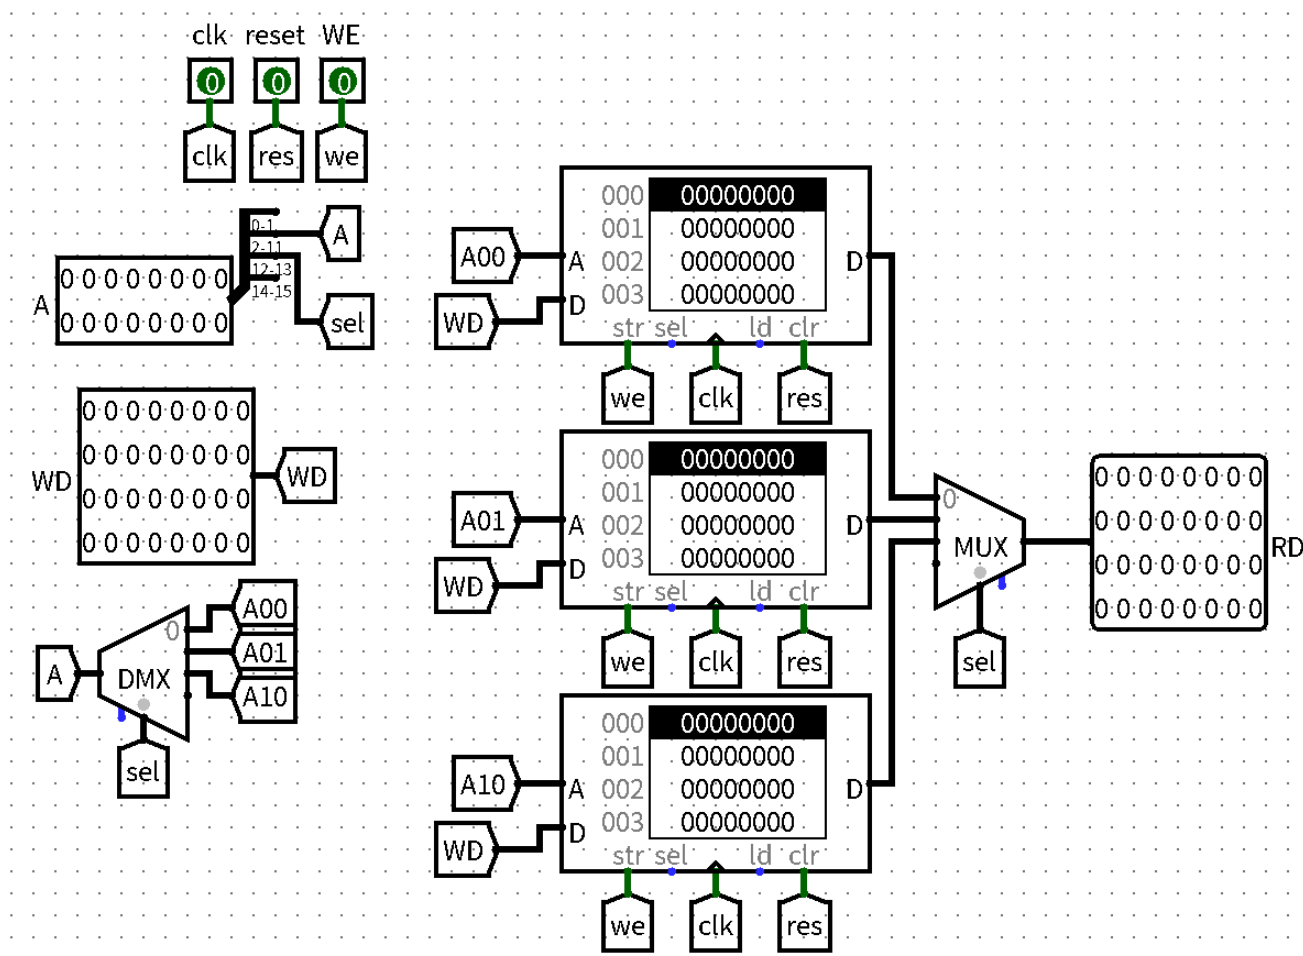 clk reset WE
0 0 0
clk res we
0-1
2-11
12-13
14-15
A
sel
A
0 0 0 0 0 0 0 0
0 0 0 0 0 0 0 0
WD
0 0 0 0 0 0 0 0
0 0 0 0 0 0 0 0
0 0 0 0 0 0 0 0
0 0 0 0 0 0 0 0
WD
A
DMX
0
A00
A01
A10
sel
A00
WD
A
D
000 00000000
001 00000000
002 00000000
003 00000000
D
str sel ld clr
we clk res
A01
WD
A
D
000 00000000
001 00000000
002 00000000
003 00000000
D
str sel ld clr
we clk res
A10
WD
A
D
000 00000000
001 00000000
002 00000000
003 00000000
D
str sel ld clr
we clk res
0
MUX
sel
0 0 0 0 0 0 0 0
0 0 0 0 0 0 0 0
0 0 0 0 0 0 0 0
0 0 0 0 0 0 0 0
RD